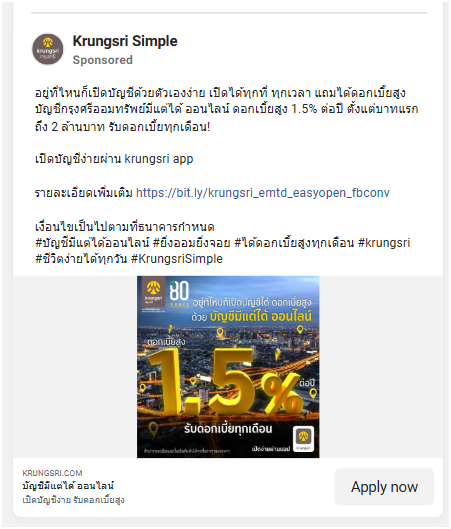 Krungsri Simple
Sponsored
อยู่ที่ไหนก็เปิดบัญชีด้วยตัวเองง่าย เปิดได้ทุกที่ ทุกเวลา แถมได้ดอกเบี้ยสูง
บัญชีกรุงศรีออมทรัพย์มีแต่ได้ ออนไลน์ ดอกเบี้ยสูง 1.5% ต่อปี ตั้งแต่บาทแรก
ถึง 2 ล้านบาท รับดอกเบี้ยทุกเดือน!
เปิดบัญชีง่ายผ่าน krungsri app
รายละเอียดเพิ่มเติม https://bit.ly/krungsri_emtd_easyopen_fbconv
เงื่อนไขเป็นไปตามที่ธนาคารกำหนด
#บัญชีมีแต่ได้ออนไลน์ #ยิ่งออมยิ่งจอย #ได้ดอกเบี้ยสูงทุกเดือน #krungsri
#ชีวิตง่ายได้ทุกวัน #KrungsriSimple
krungsri
กรุงศรี
80
YEARS
อยู่ที่ไหนก็เปิดบัญชีได้ ดอกเบี้ยสูง
ด้วย บัญชีมีแต่ได้ ออนไลน์
ดอกเบี้ยสูง
1.5%
ต่อปี
รับดอกเบี้ยทุกเดือน
เปิดง่ายผ่านแอป
KRUNGSRI.COM
บัญชีมีแต่ได้ ออนไลน์
เปิดบัญชีง่าย รับดอกเบี้ยสูง
Apply now